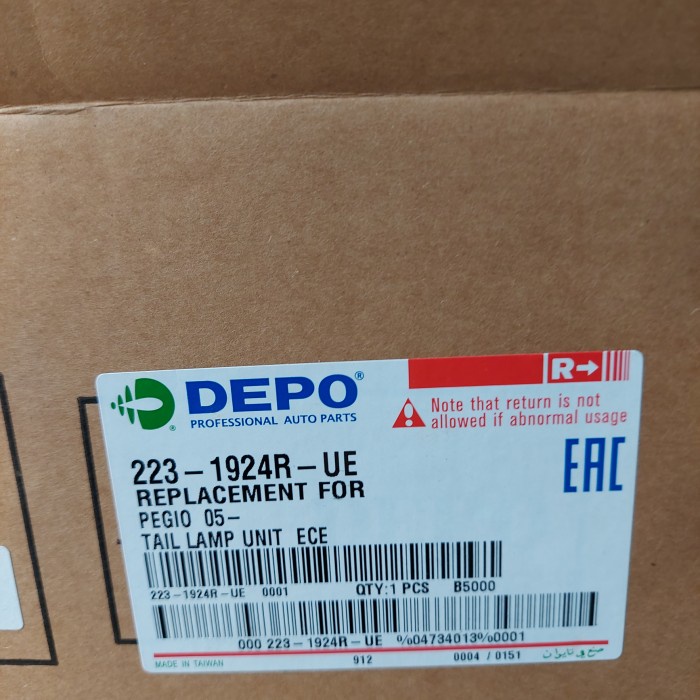 DEPO®
PROFESSIONAL AUTO PARTS
R→
Note that return is not
allowed if abnormal usage
223-1924R-UE
REPLACEMENT FOR
PEGIO 05-
TAIL LAMP UNIT ECE
EAC
223-1924R-UE 0001 QTY:1 PCS B5000
000 223-1924R-UE %04734013%0001
MADE IN TAIWAN 912 0004 / 0151